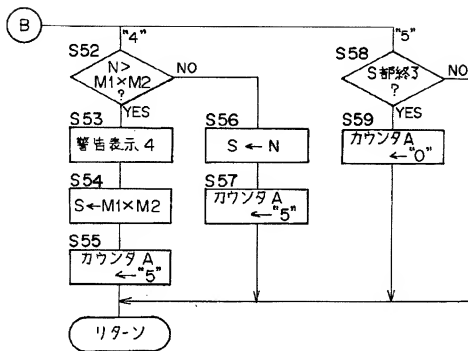 B
"4"
"5"
S52
N>
M1×M2
?
NO
YES
S53
警告表示4
S54
S←M1×M2
S55
カウンタA
←"5"
S56
S←N
S57
カウンタA
←"5"
S58
S部終了
?
NO
YES
S59
カウンタA
←"0"
リターン